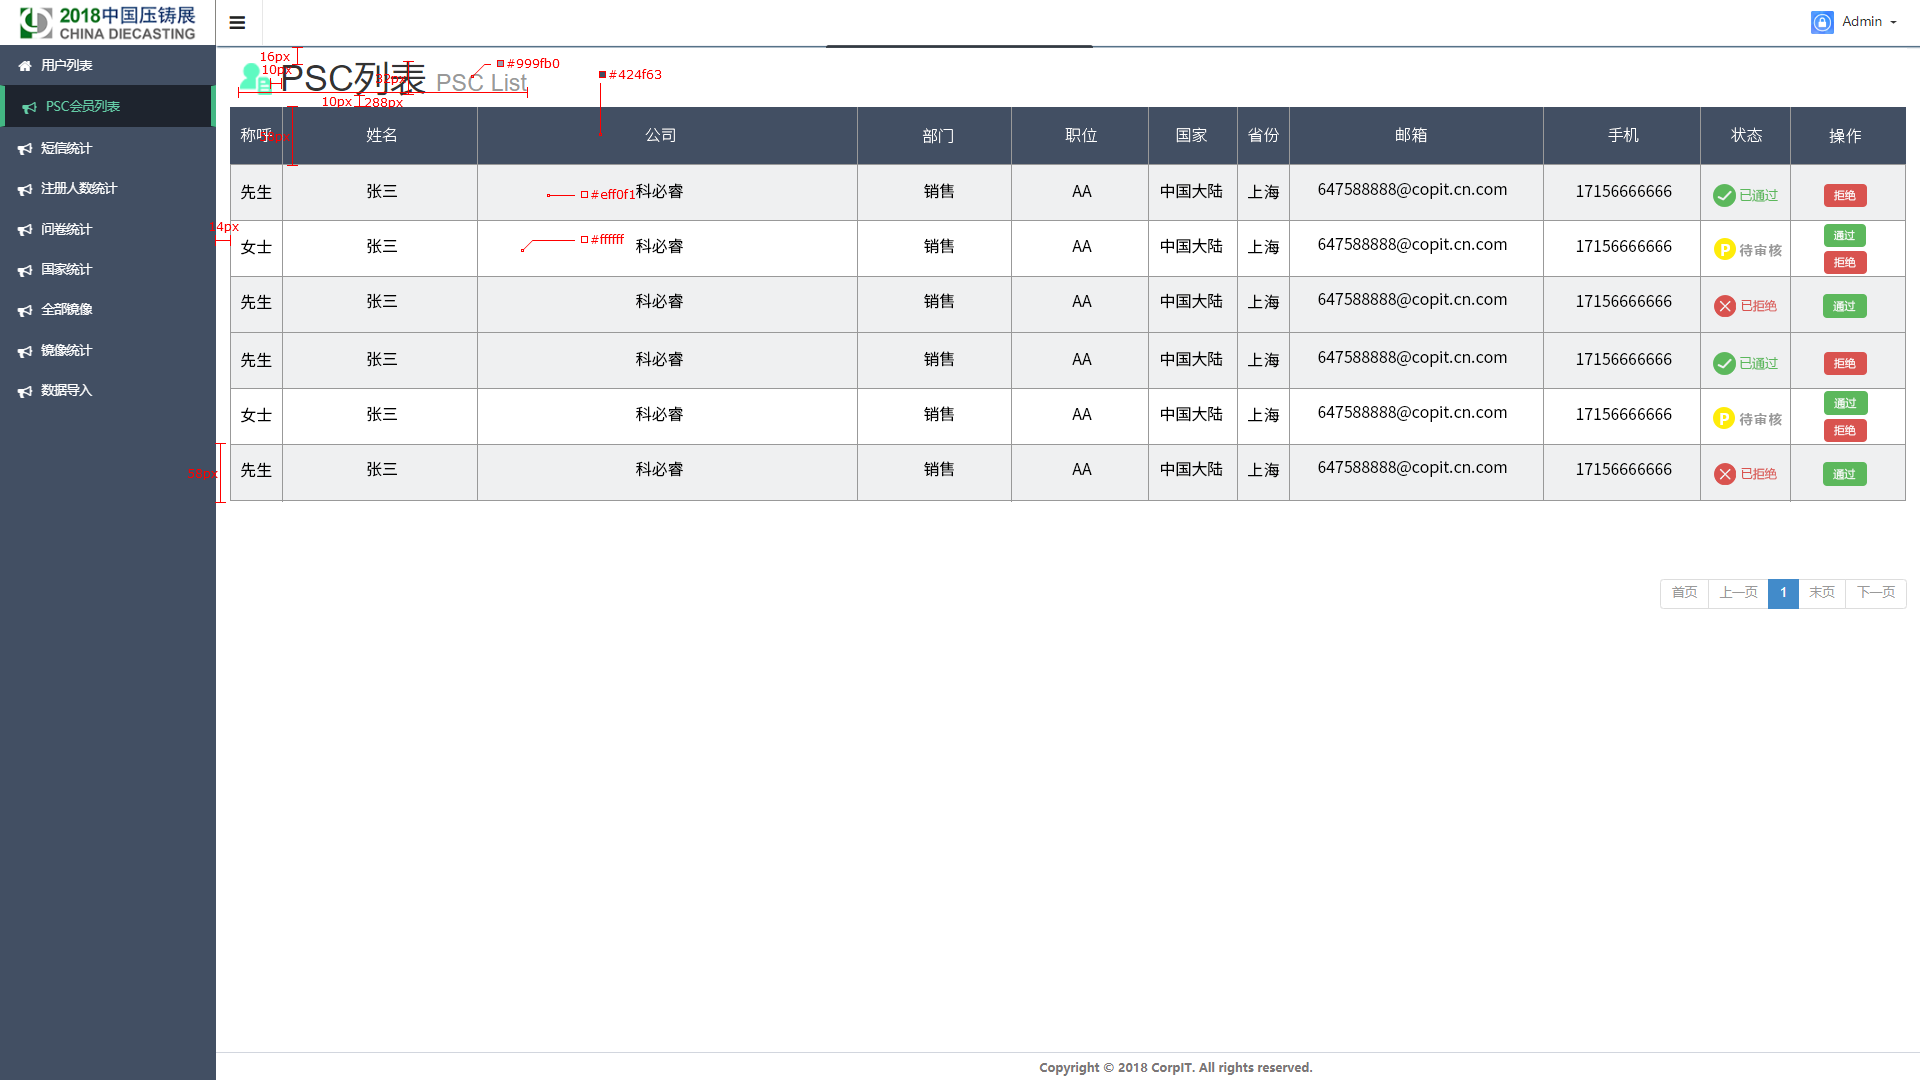 2018中国压铸展
CHINA DIECASTING
Admin
用户列表
PSC会员列表
短信统计
注册人数统计
问卷统计
国家统计
全部镜像
镜像统计
数据导入
16px
10px
PSC列表
32px
PSC List
#999fb0
#424f63
10px
288px
称呼 姓名 公司 部门 职位 国家 省份 邮箱 手机 状态 操作
先生 张三 #eff0f1 科必睿 销售 AA 中国大陆 上海 647588888@copit.cn.com 17156666666 已通过 拒绝
14px
女士 张三 #ffffff 科必睿 销售 AA 中国大陆 上海 647588888@copit.cn.com 17156666666 P 待审核 通过
拒绝
先生 张三 科必睿 销售 AA 中国大陆 上海 647588888@copit.cn.com 17156666666 已拒绝 通过
先生 张三 科必睿 销售 AA 中国大陆 上海 647588888@copit.cn.com 17156666666 已通过 拒绝
女士 张三 科必睿 销售 AA 中国大陆 上海 647588888@copit.cn.com 17156666666 P 待审核 通过
拒绝
先生 张三 科必睿 销售 AA 中国大陆 上海 647588888@copit.cn.com 17156666666 已拒绝 通过
首页 上一页 1 末页 下一页
Copyright © 2018 CorpIT. All rights reserved.